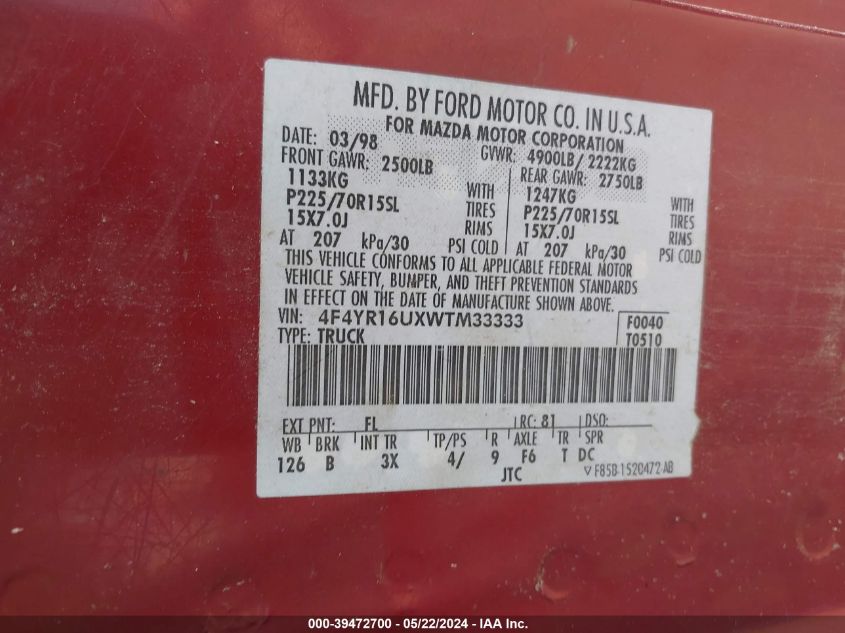 MFD. BY FORD MOTOR CO. IN U.S.A.
FOR MAZDA MOTOR CORPORATION
DATE: 03/98 GVWR: 4900LB/ 2222KG
FRONT GAWR: 2500LB REAR GAWR: 2750LB
1133KG WITH 1247KG WITH
P225/70R15SL TIRES P225/70R15SL TIRES
15X7.0J RIMS 15X7.0J RIMS
AT 207 kPa/30 PSI COLD AT 207 kPa/30 PSI COLD
THIS VEHICLE CONFORMS TO ALL APPLICABLE FEDERAL MOTOR
VEHICLE SAFETY, BUMPER, AND THEFT PREVENTION STANDARDS
IN EFFECT ON THE DATE OF MANUFACTURE SHOWN ABOVE.
VIN: 4F4YR16UXWTM33333 F0040
TYPE: TRUCK T0510
EXT PNT: FL RC: 81 DSO:
WB BRK INT TR TP/PS R AXLE TR SPR
126 B 3X 4/ 9 F6 T DC
JTC ▽ F85B-1520472-AB
000-39472700 - 05/22/2024 - IAA Inc.